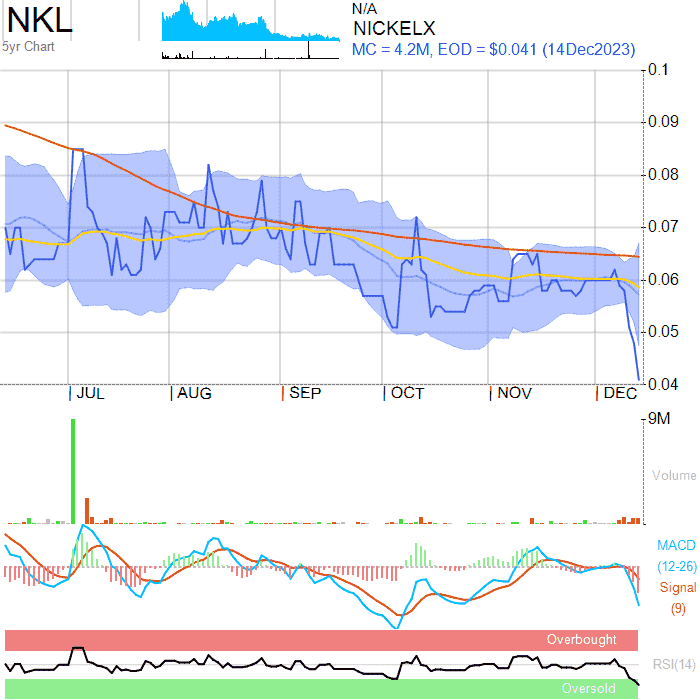 NKL
5yr Chart
N/A
NICKELX
MC = 4.2M, EOD = $0.041 (14Dec2023)
0.1
0.09
0.08
0.07
0.06
0.05
0.04
JUL AUG SEP OCT NOV DEC
9M
Volume
MACD
(12-26)
Signal
(9)
Overbought
RSI(14)
Oversold